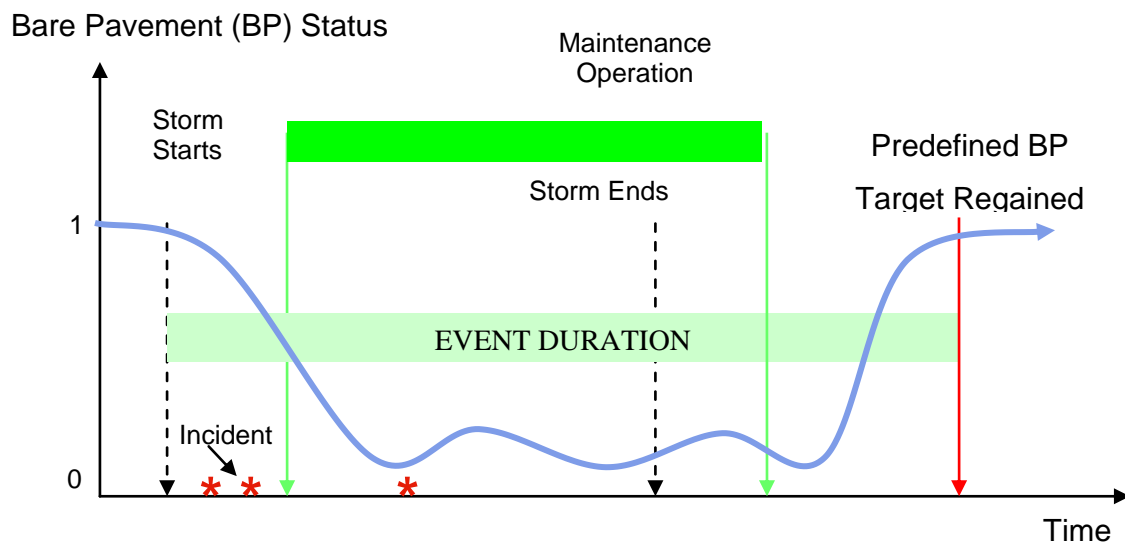 Bare Pavement (BP) Status
Maintenance
Operation
Storm
Starts
Predefined BP
Storm Ends
Target Regained
1
EVENT DURATION
Incident
0
* * *
Time